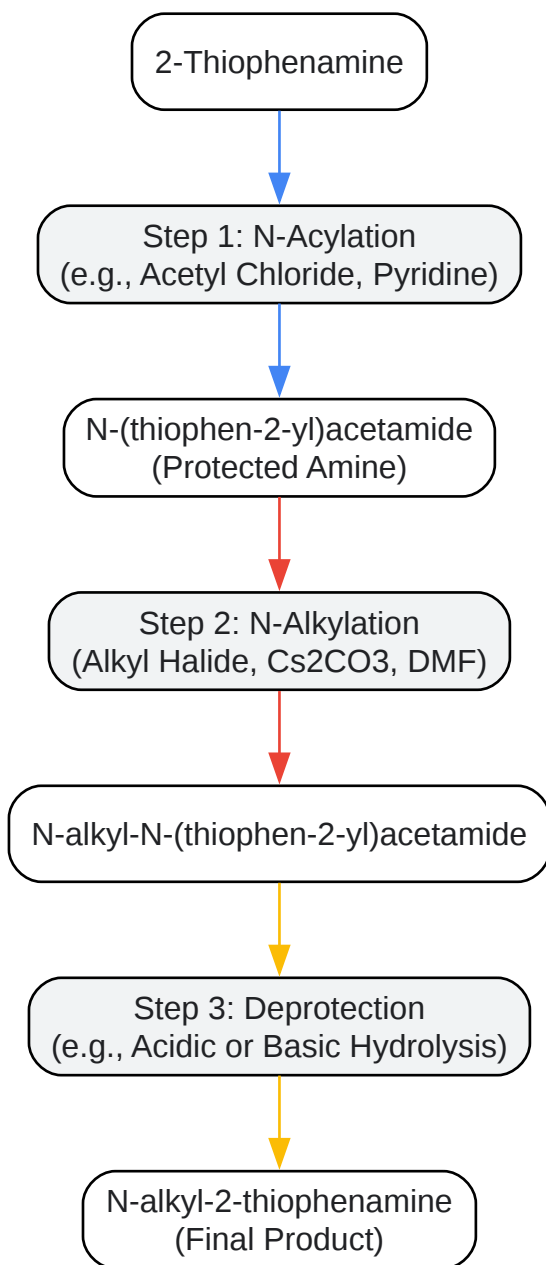 2-Thiophenamine
Step 1: N-Acylation
(e.g., Acetyl Chloride, Pyridine)
N-(thiophen-2-yl)acetamide
(Protected Amine)
Step 2: N-Alkylation
(Alkyl Halide, Cs2CO3, DMF)
N-alkyl-N-(thiophen-2-yl)acetamide
Step 3: Deprotection
(e.g., Acidic or Basic Hydrolysis)
N-alkyl-2-thiophenamine
(Final Product)